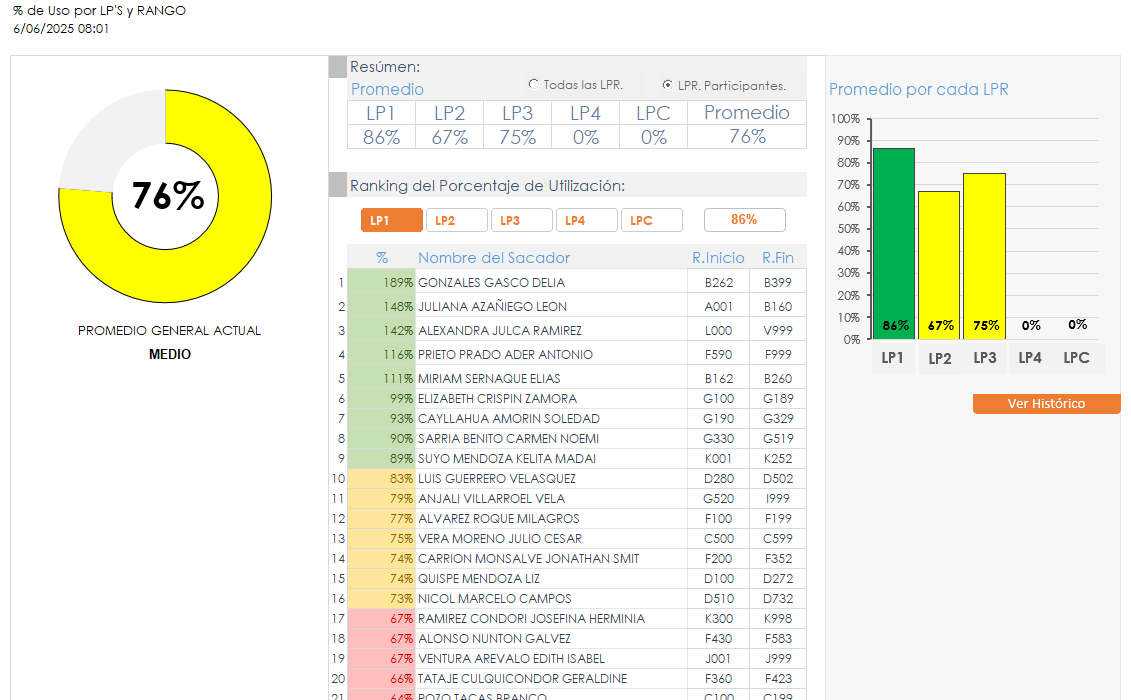 % de Uso por LP'S y RANGO
6/06/2025 08:01
76%
PROMEDIO GENERAL ACTUAL
MEDIO
Resúmen:
Promedio
Todas las LPR. LPR. Participantes.
LP1 LP2 LP3 LP4 LPC Promedio
86% 67% 75% 0% 0% 76%
Ranking del Porcentaje de Utilización:
LP1 LP2 LP3 LP4 LPC 86%
% Nombre del Sacador R.Inicio R.Fin
1 189% GONZALES GASCO DELIA B262 B399
2 148% JULIANA AZAÑIEGO LEON A001 B160
3 142% ALEXANDRA JULCA RAMIREZ L000 V999
4 116% PRIETO PRADO ADER ANTONIO F590 F999
5 111% MIRIAM SERNAQUE ELIAS B162 B260
6 99% ELIZABETH CRISPIN ZAMORA G100 G189
7 93% CAYLLAHUA AMORIN SOLEDAD G190 G329
8 90% SARRIA BENITO CARMEN NOEMI G330 G519
9 89% SUYO MENDOZA KELITA MADAI K001 K252
10 83% LUIS GUERRERO VELASQUEZ D280 D502
11 79% ANJALI VILLARROEL VELA G520 I999
12 77% ALVAREZ ROQUE MILAGROS F100 F199
13 75% VERA MORENO JULIO CESAR C500 C599
14 74% CARRION MONSALVE JONATHAN SMIT F200 F352
15 74% QUISPE MENDOZA LIZ D100 D272
16 73% NICOL MARCELO CAMPOS D510 D732
17 67% RAMIREZ CONDORI JOSEFINA HERMINIA K300 K998
18 67% ALONSO NUNTON GALVEZ F430 F583
19 67% VENTURA AREVALO EDITH ISABEL J001 J999
20 66% TATAJE CULQUICONDOR GERALDINE F360 F423
21 64% POZO TACAS BRANCO C100 C199
Promedio por cada LPR
100%
90%
80%
70%
60%
50%
40%
30%
20%
10%
0%
86% 67% 75% 0% 0%
LP1 LP2 LP3 LP4 LPC
Ver Histórico